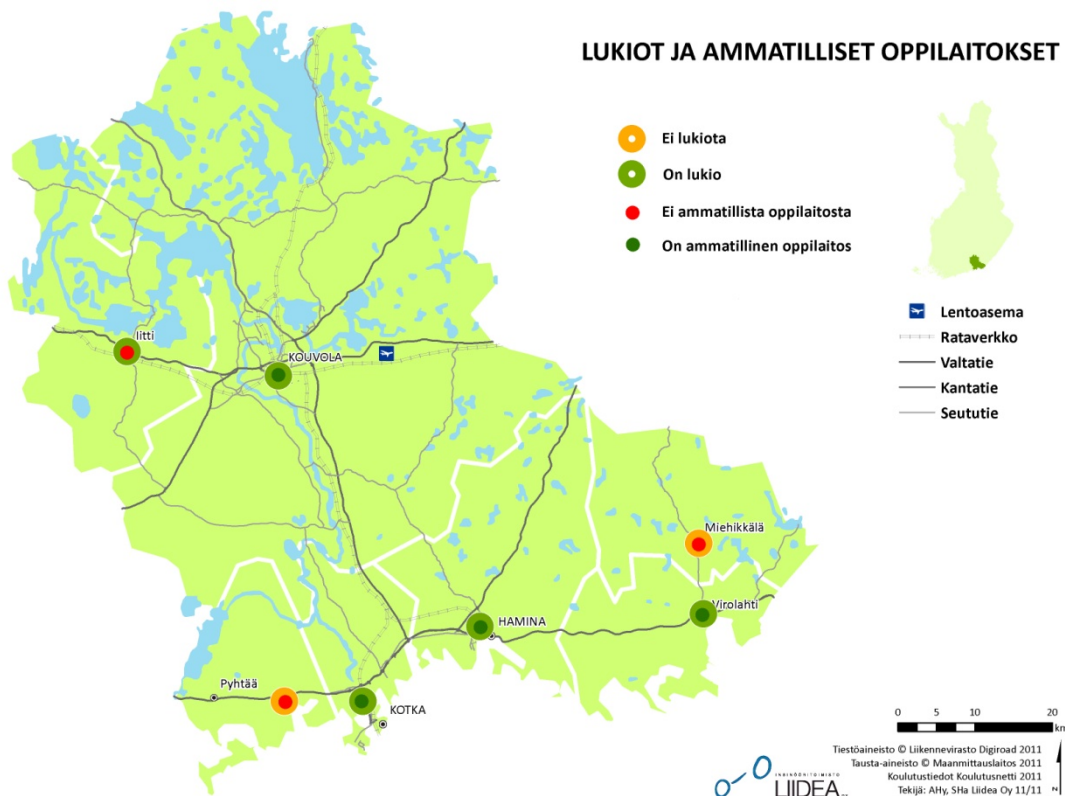 LUKIOT JA AMMATILLISET OPPILAITOKSET
Ei lukiota
On lukio
Ei ammatillista oppilaitosta
On ammatillinen oppilaitos
Lentoasema
Rataverkko
Valtatie
Kantatie
Seututie
Iitti
KOUVOLA
Miehikkälä
Virolahti
HAMINA
Pyhtää
KOTKA
0 5 10 20
km
Tiestöaineisto © Liikennevirasto Digiroad 2011
Tausta-aineisto © Maanmittauslaitos 2011
Koulutustiedot Koulutusnetti 2011
Tekijä: AHy, SHa Liidea Oy 11/11
N
INSINÖÖRITOIMISTO
LIIDEA